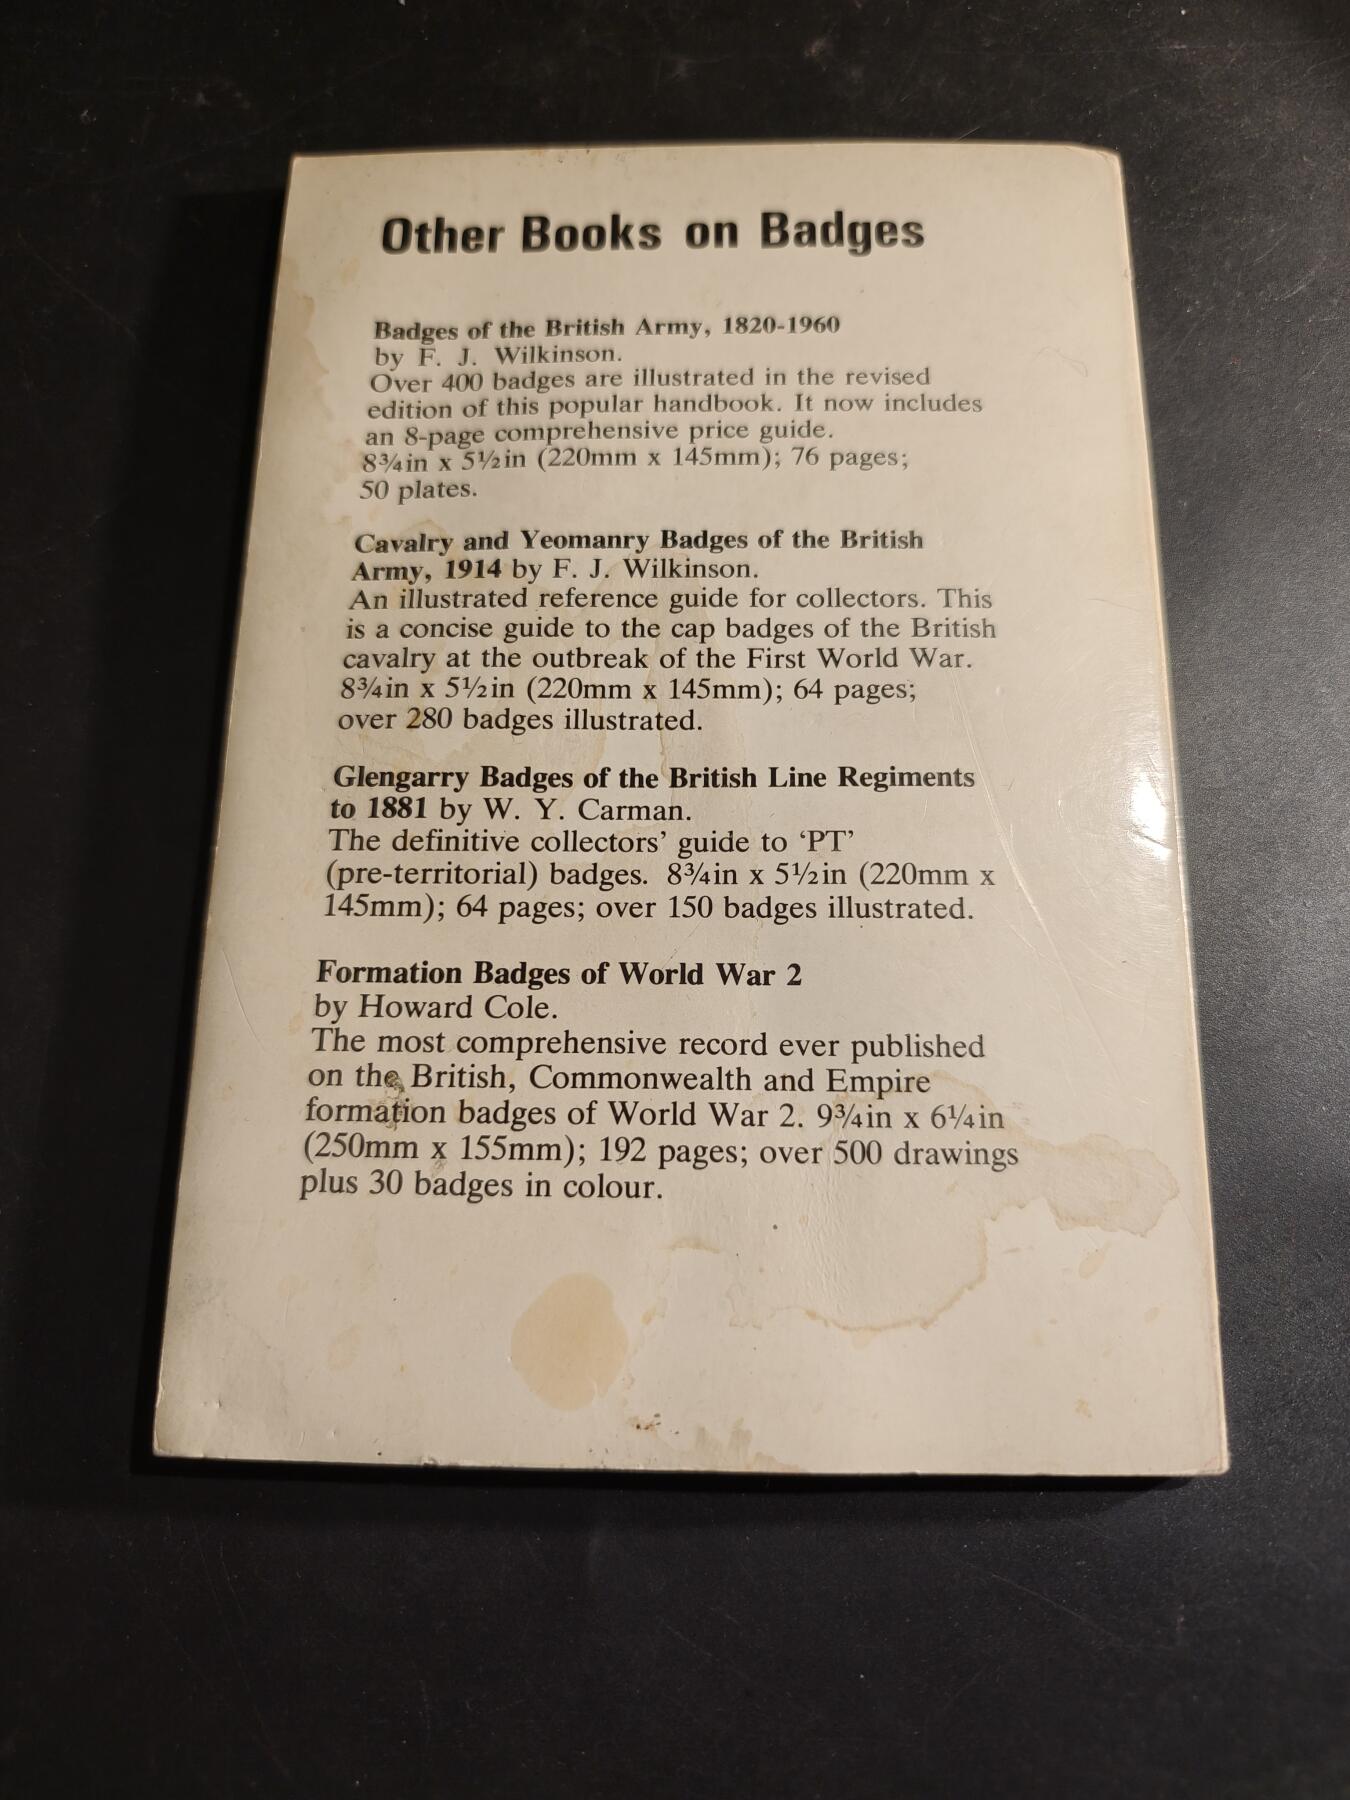 Other Books on Badges
Badges of the British Army, 1820-1960
by F. J. Wilkinson.
Over 400 badges are illustrated in the revised
edition of this popular handbook. It now includes
an 8-page comprehensive price guide.
8¾in x 5½in (220mm x 145mm); 76 pages;
50 plates.
Cavalry and Yeomanry Badges of the British
Army, 1914 by F. J. Wilkinson.
An illustrated reference guide for collectors. This
is a concise guide to the cap badges of the British
cavalry at the outbreak of the First World War.
8¾in x 5½in (220mm x 145mm); 64 pages;
over 280 badges illustrated.
Glengarry Badges of the British Line Regiments
to 1881 by W. Y. Carman.
The definitive collectors' guide to ‘PT’
(pre-territorial) badges. 8¾in x 5½in (220mm x
145mm); 64 pages; over 150 badges illustrated.
Formation Badges of World War 2
by Howard Cole.
The most comprehensive record ever published
on the British, Commonwealth and Empire
formation badges of World War 2. 9¾in x 6¼in
(250mm x 155mm); 192 pages; over 500 drawings
plus 30 badges in colour.